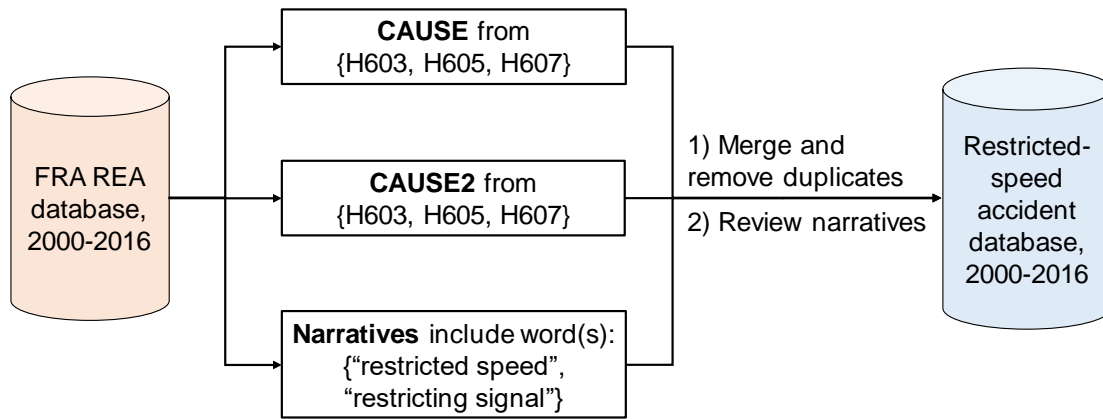 FRA REA
database,
2000-2016
CAUSE from
{H603, H605, H607}
CAUSE2 from
{H603, H605, H607}
Narratives include word(s):
{“restricted speed”,
“restricting signal”}
1) Merge and
remove duplicates
2) Review narratives
Restricted-
speed
accident
database,
2000-2016